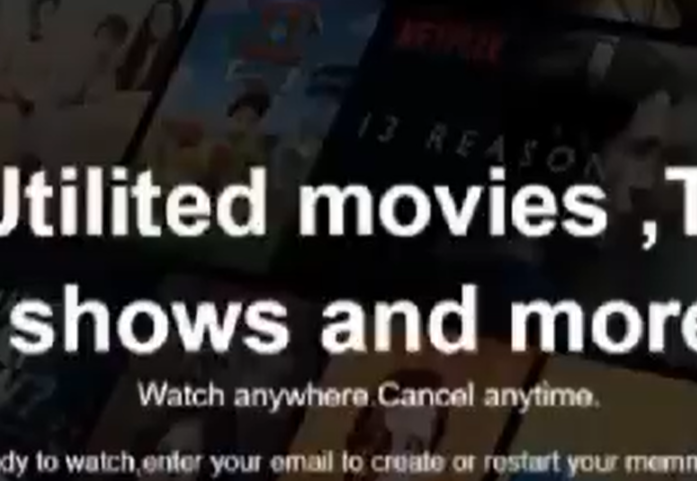 NETFLIX
13 REASON
Utilited movies ,T
shows and more
Watch anywhere.Cancel anytime.
dy to watch,enter your email to create or restart your memm